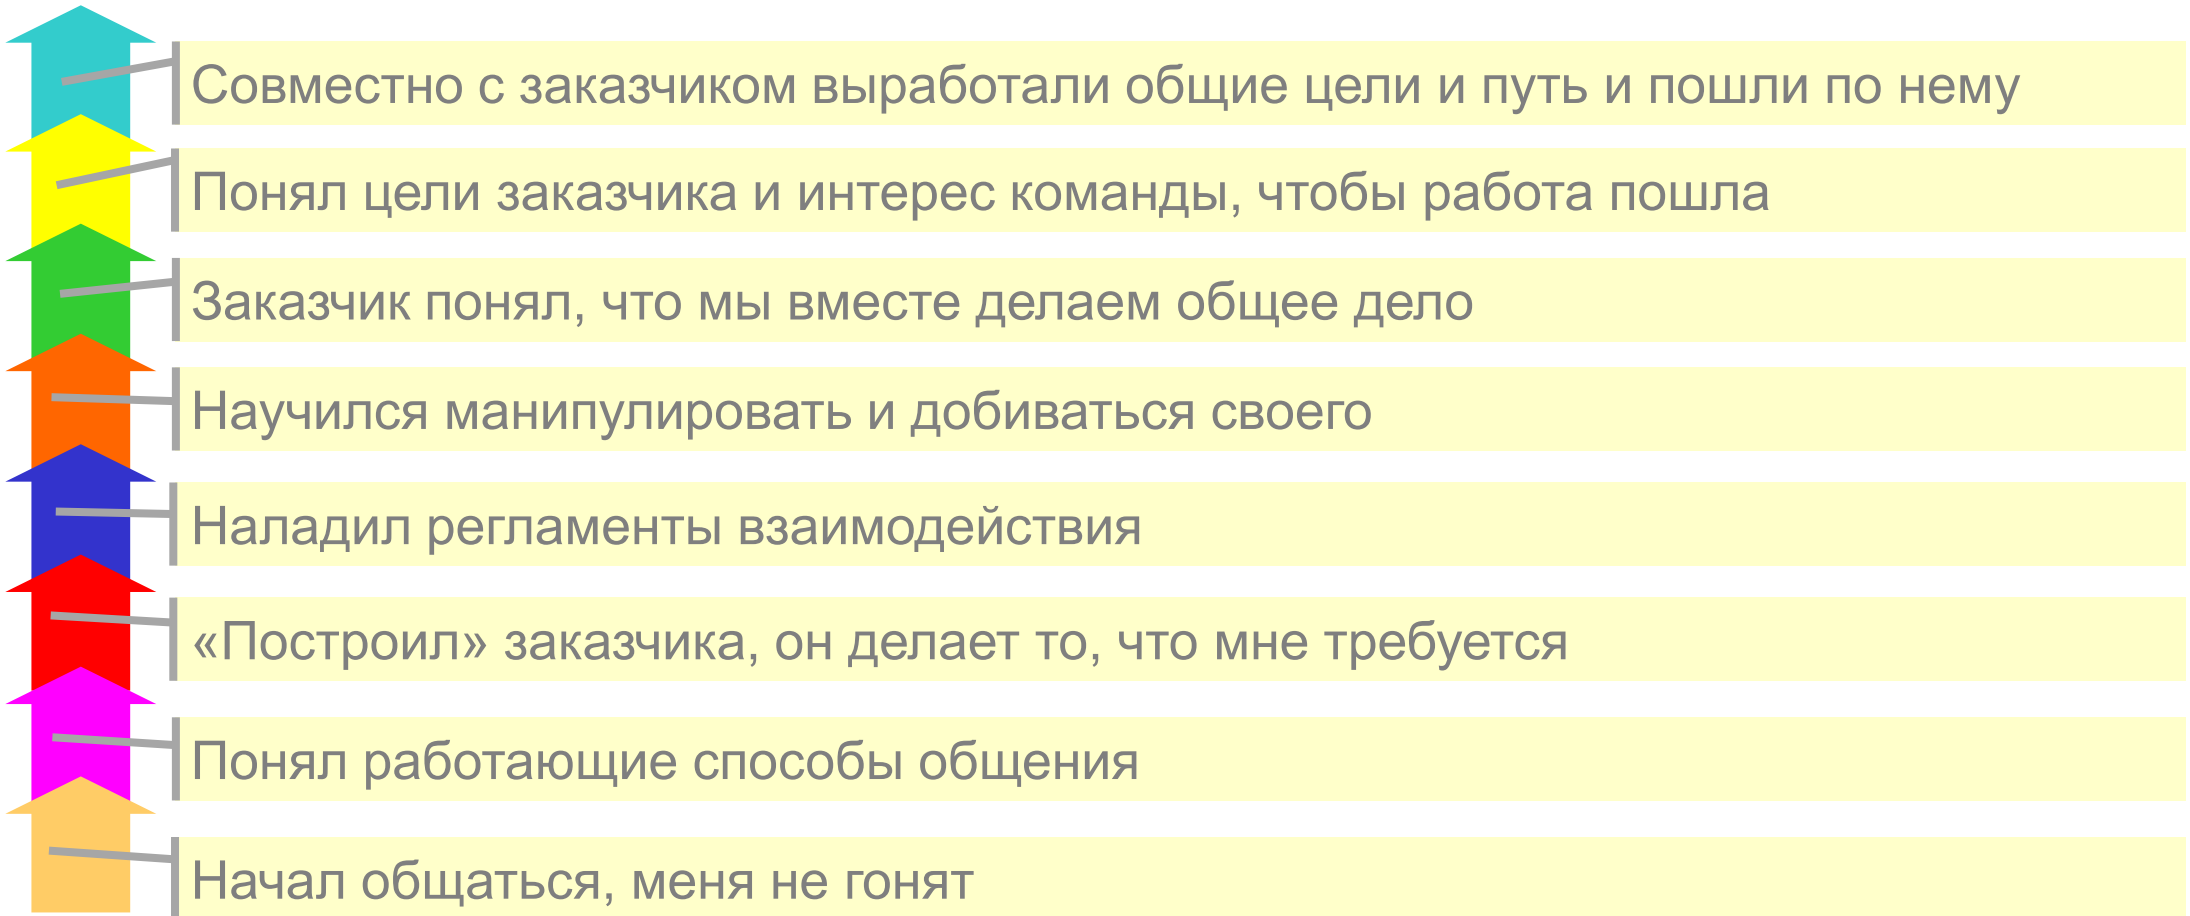 Совместно с заказчиком выработали общие цели и путь и пошли по нему
Понял цели заказчика и интерес команды, чтобы работа пошла
Заказчик понял, что мы вместе делаем общее дело
Научился манипулировать и добиваться своего
Наладил регламенты взаимодействия
«Построил» заказчика, он делает то, что мне требуется
Понял работающие способы общения
Начал общаться, меня не гонят